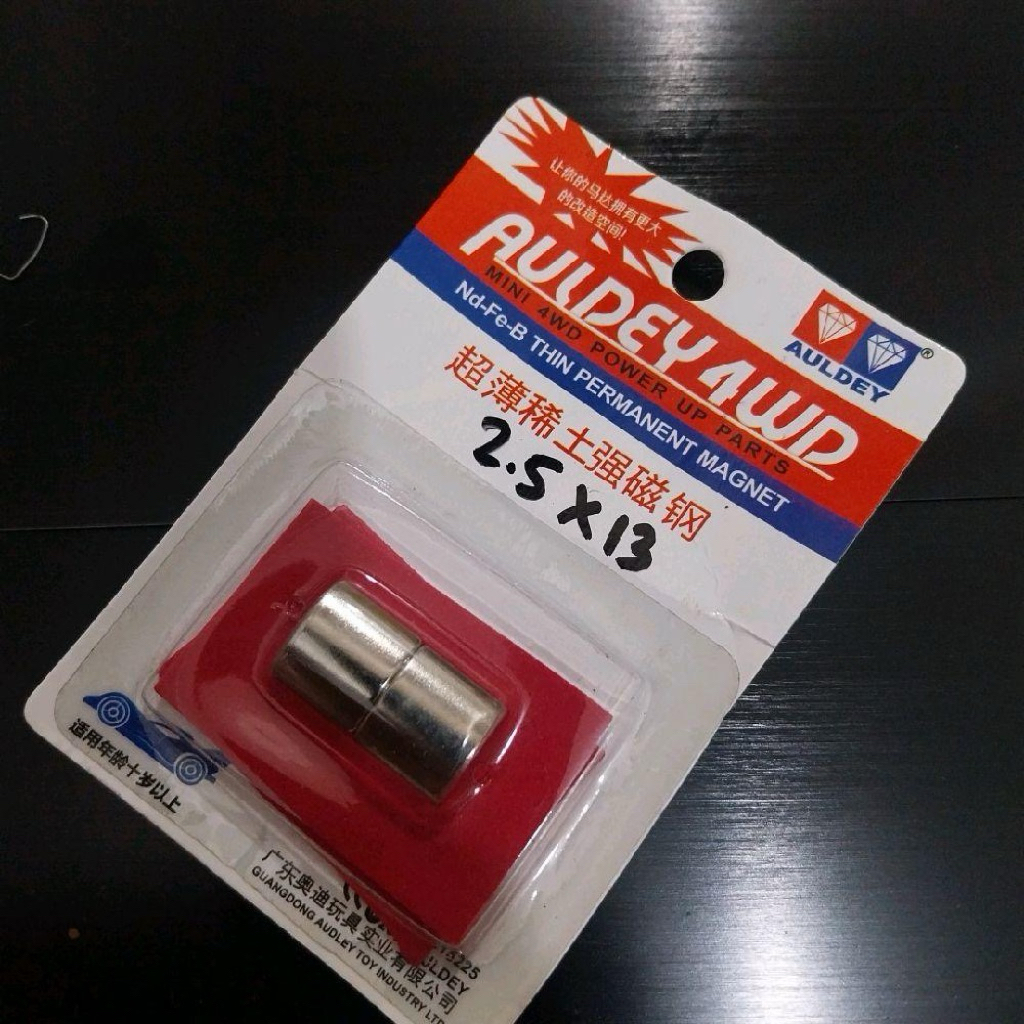 让你的马达拥有更大
的改造空间!
AULDEY 4WD
MINI 4WD POWER UP PARTS
Nd-Fe-B THIN PERMANENT MAGNET
AULDEY®
超薄稀土强磁钢
2.5 X 13
适用年龄十岁以上
广东奥迪玩具实业有限公司
GUANGDONG AUDLEY TOY INDUSTRY LTD